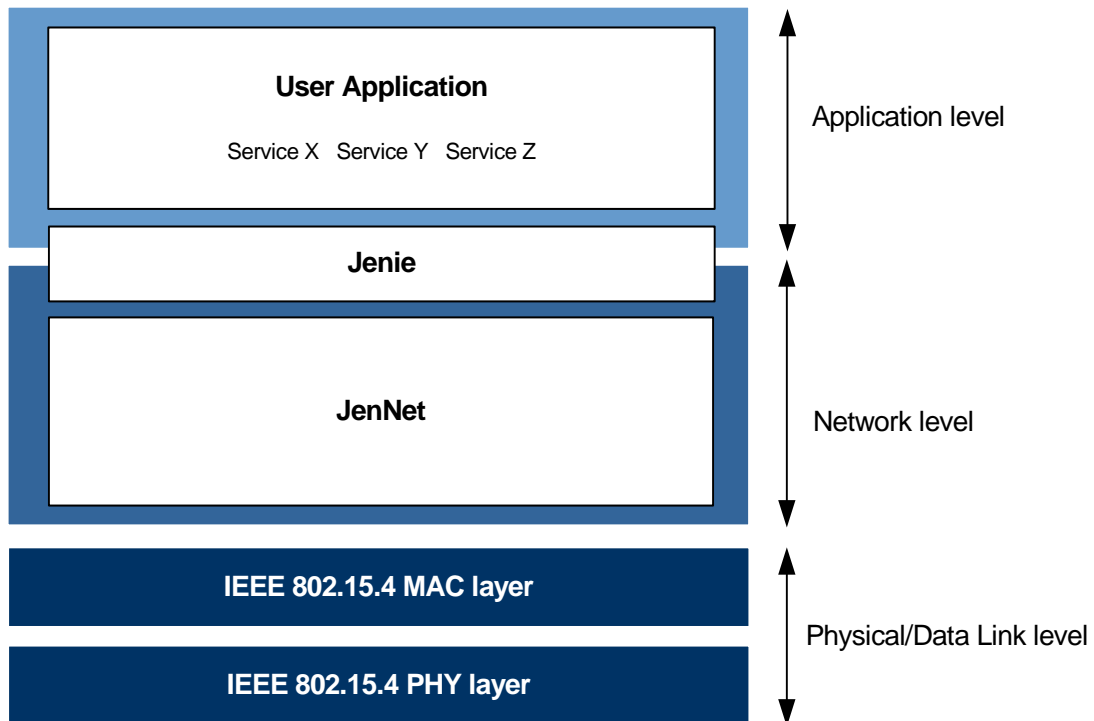 User Application
Service X Service Y Service Z
Application level
Jenie
JenNet
Network level
IEEE 802.15.4 MAC layer
Physical/Data Link level
IEEE 802.15.4 PHY layer